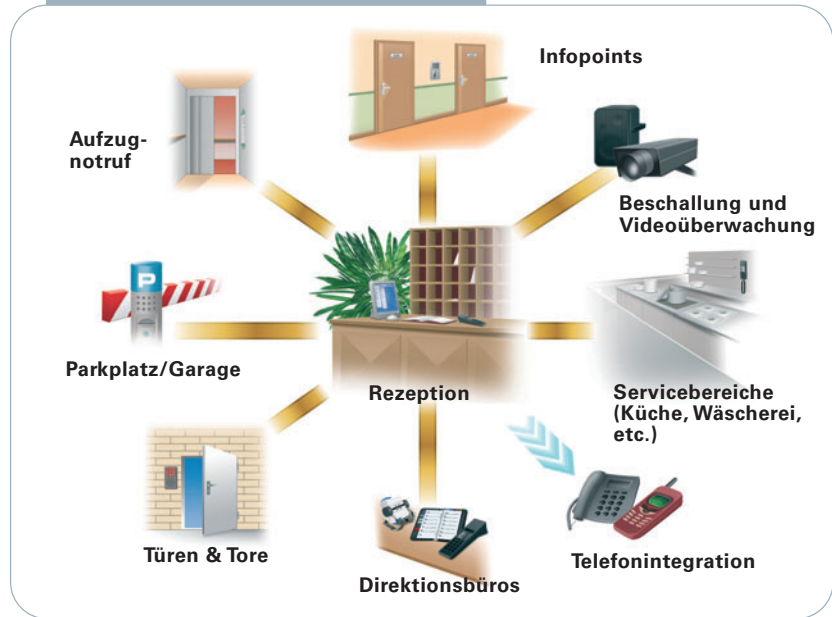 Infopoints
Aufzug-
notruf
Beschallung und
Videoüberwachung
P
Parkplatz/Garage
Rezeption
Servicebereiche
(Küche, Wäscherei,
etc.)
Türen & Tore
Direktionsbüros
Telefonintegration